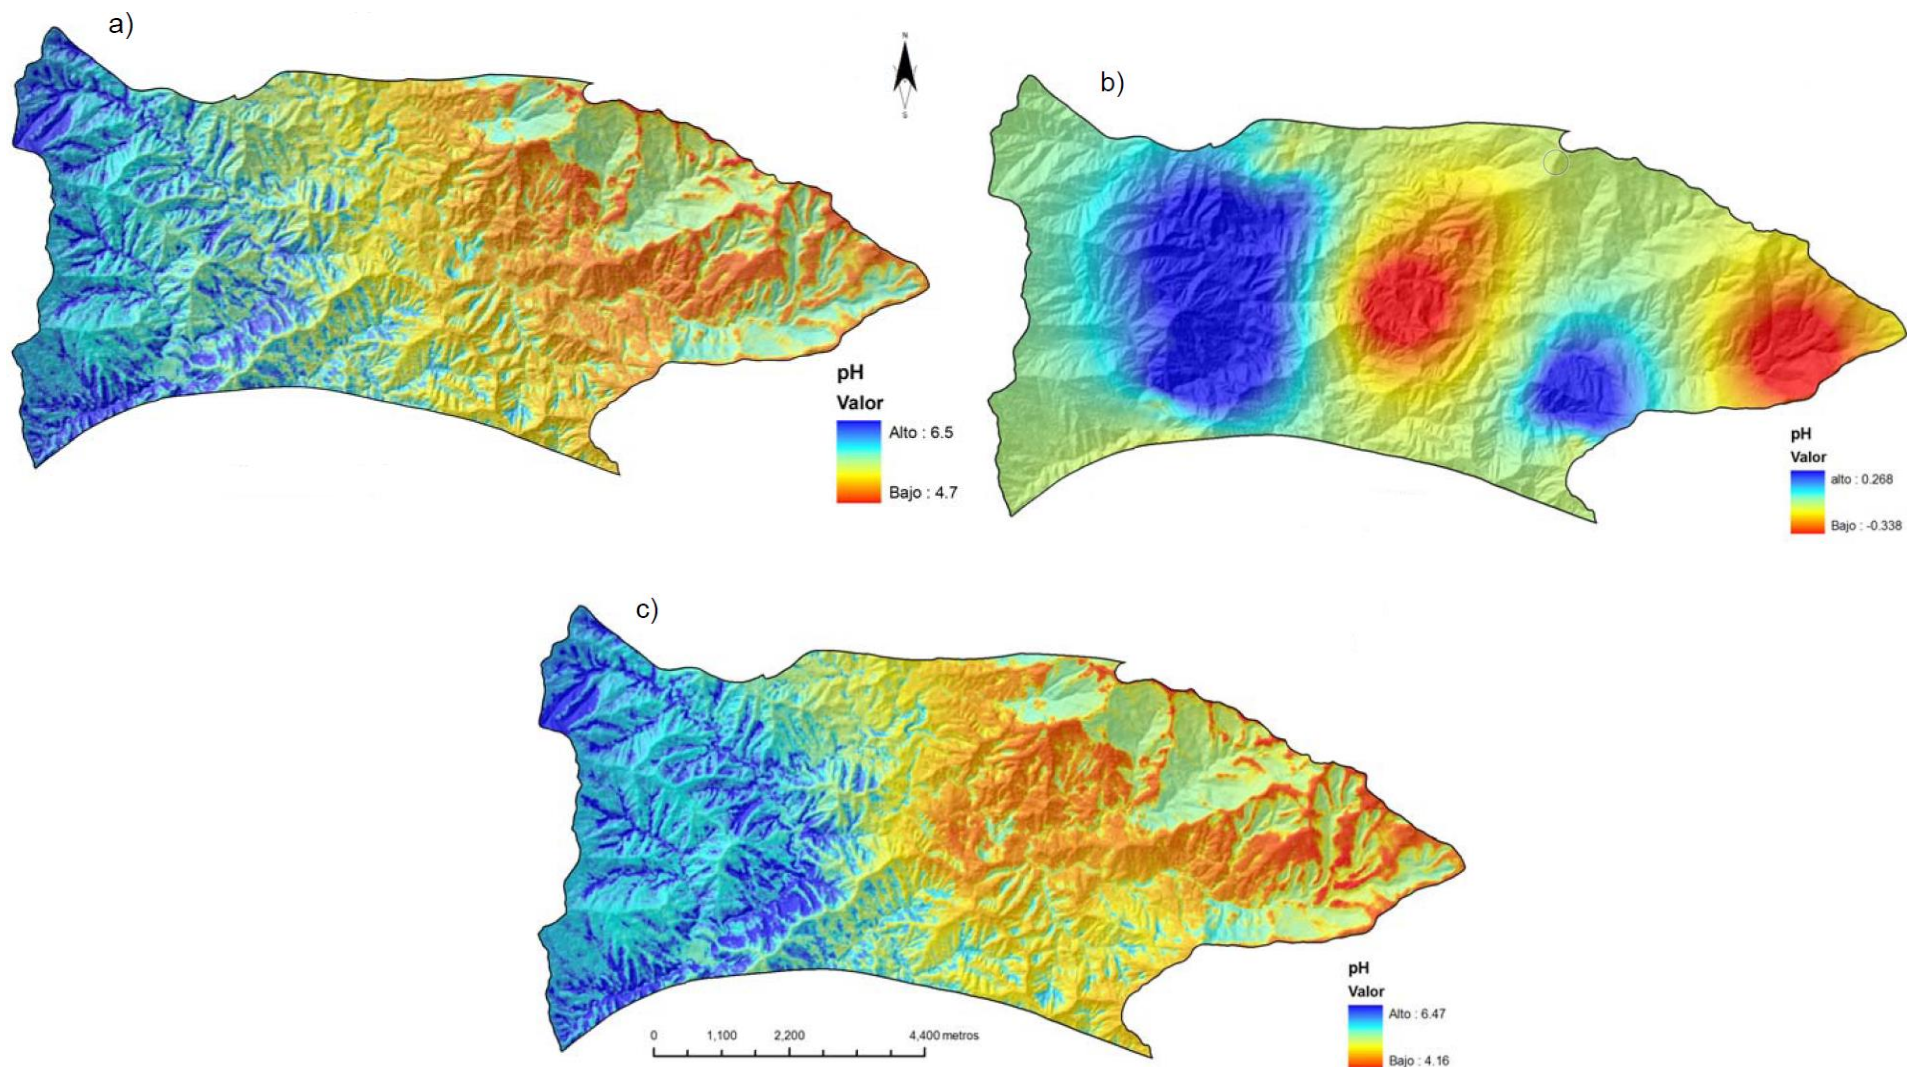 a)
N
S
pH
Valor
Alto : 6.5
Bajo : 4.7
b)
pH
Valor
alto : 0.268
Bajo : -0.338
c)
0 1,100 2,200 4,400 metros
pH
Valor
Alto : 6.47
Bajo : 4.16